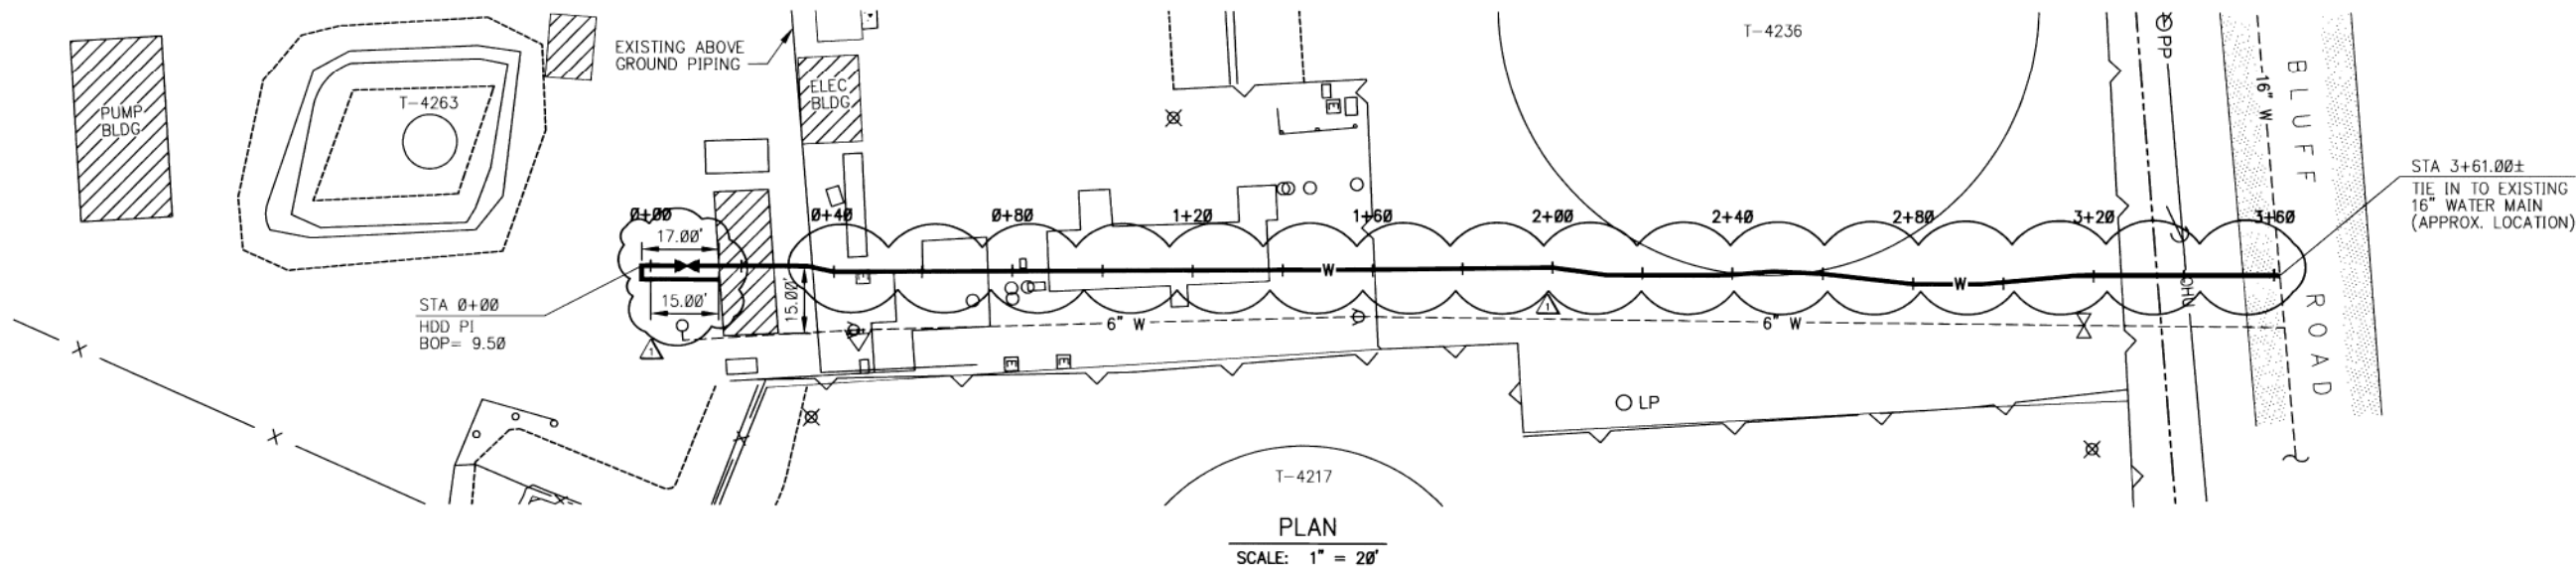 T-4236
EXISTING ABOVE
GROUND PIPING
PP
16" W
BLUFF
ROAD
ELEC
BLDG
T-4263
PUMP
BLDG
E
STA 3+61.00±
TIE IN TO EXISTING
16" WATER MAIN
(APPROX. LOCATION)
0+00
0+40
0+80
1+20
1+60
2+00
2+40
2+80
3+20
3+60
17.00'
15.00'
15.00'
W
W
E
OHU
STA 0+00
HDD PI
BOP= 9.50
1
1
6" W
6" W
E
E
X
X
X
LP
T-4217
PLAN
SCALE: 1" = 20'